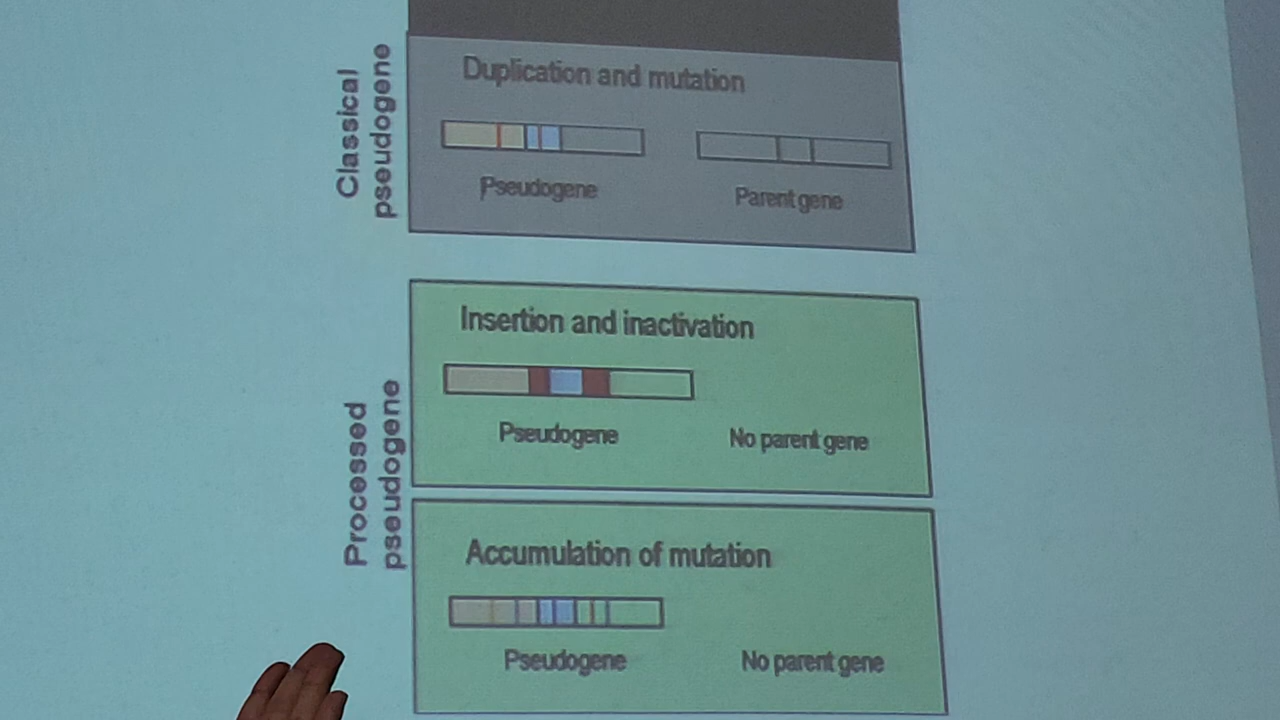 Classical
pseudogene
Duplication and mutation
Pseudogene
Parent gene
Processed
pseudogene
Insertion and inactivation
Pseudogene
No parent gene
Accumulation of mutation
Pseudogene
No parent gene